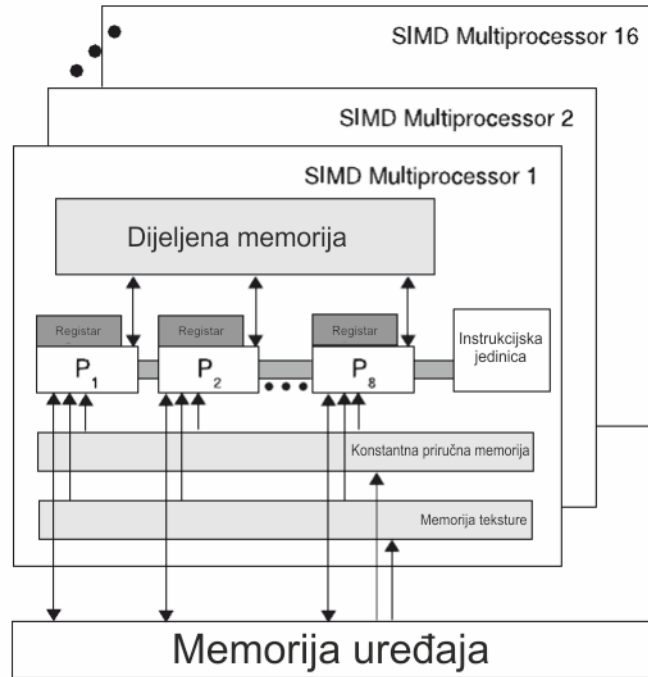 SIMD Multiprocessor 16
SIMD Multiprocessor 2
SIMD Multiprocessor 1
Dijeljena memorija
Registar
Registar
Registar
Instrukcijska
jedinica
P1
P2
P8
Konstantna priručna memorija
Memorija teksture
Memorija uređaja